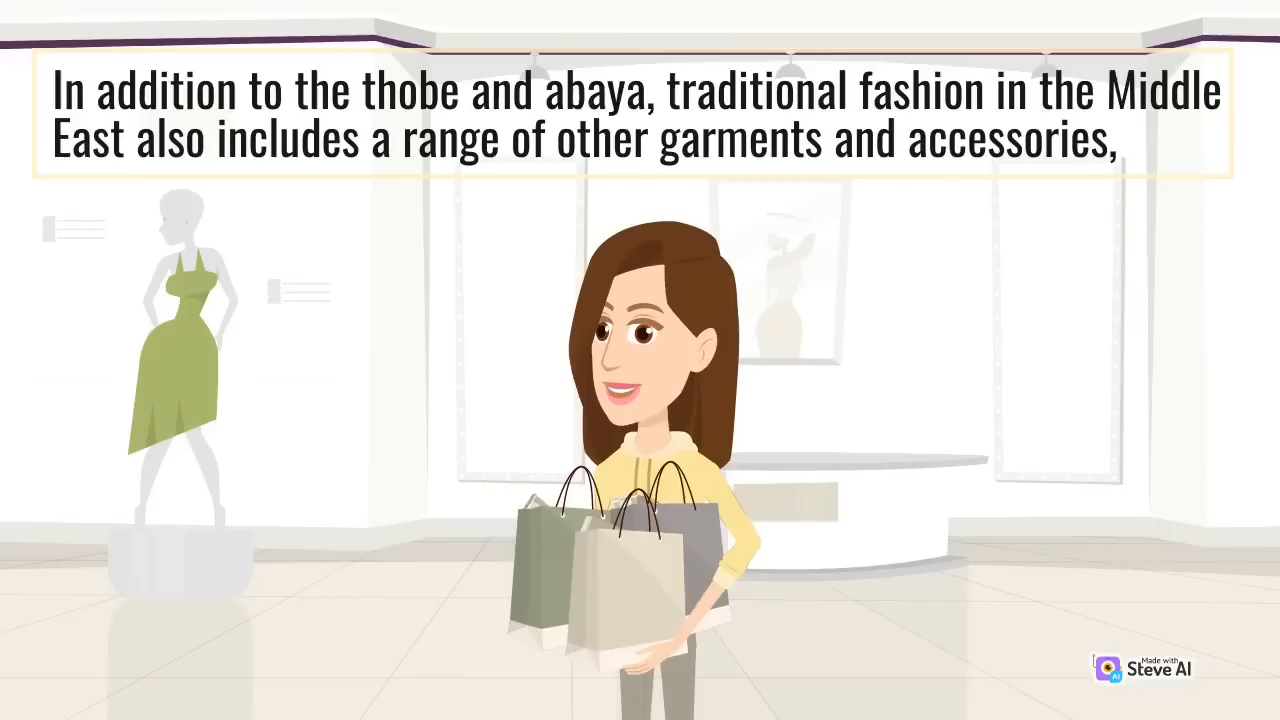 In addition to the thobe and abaya, traditional fashion in the Middle
East also includes a range of other garments and accessories,
Made with
Steve AI
AI